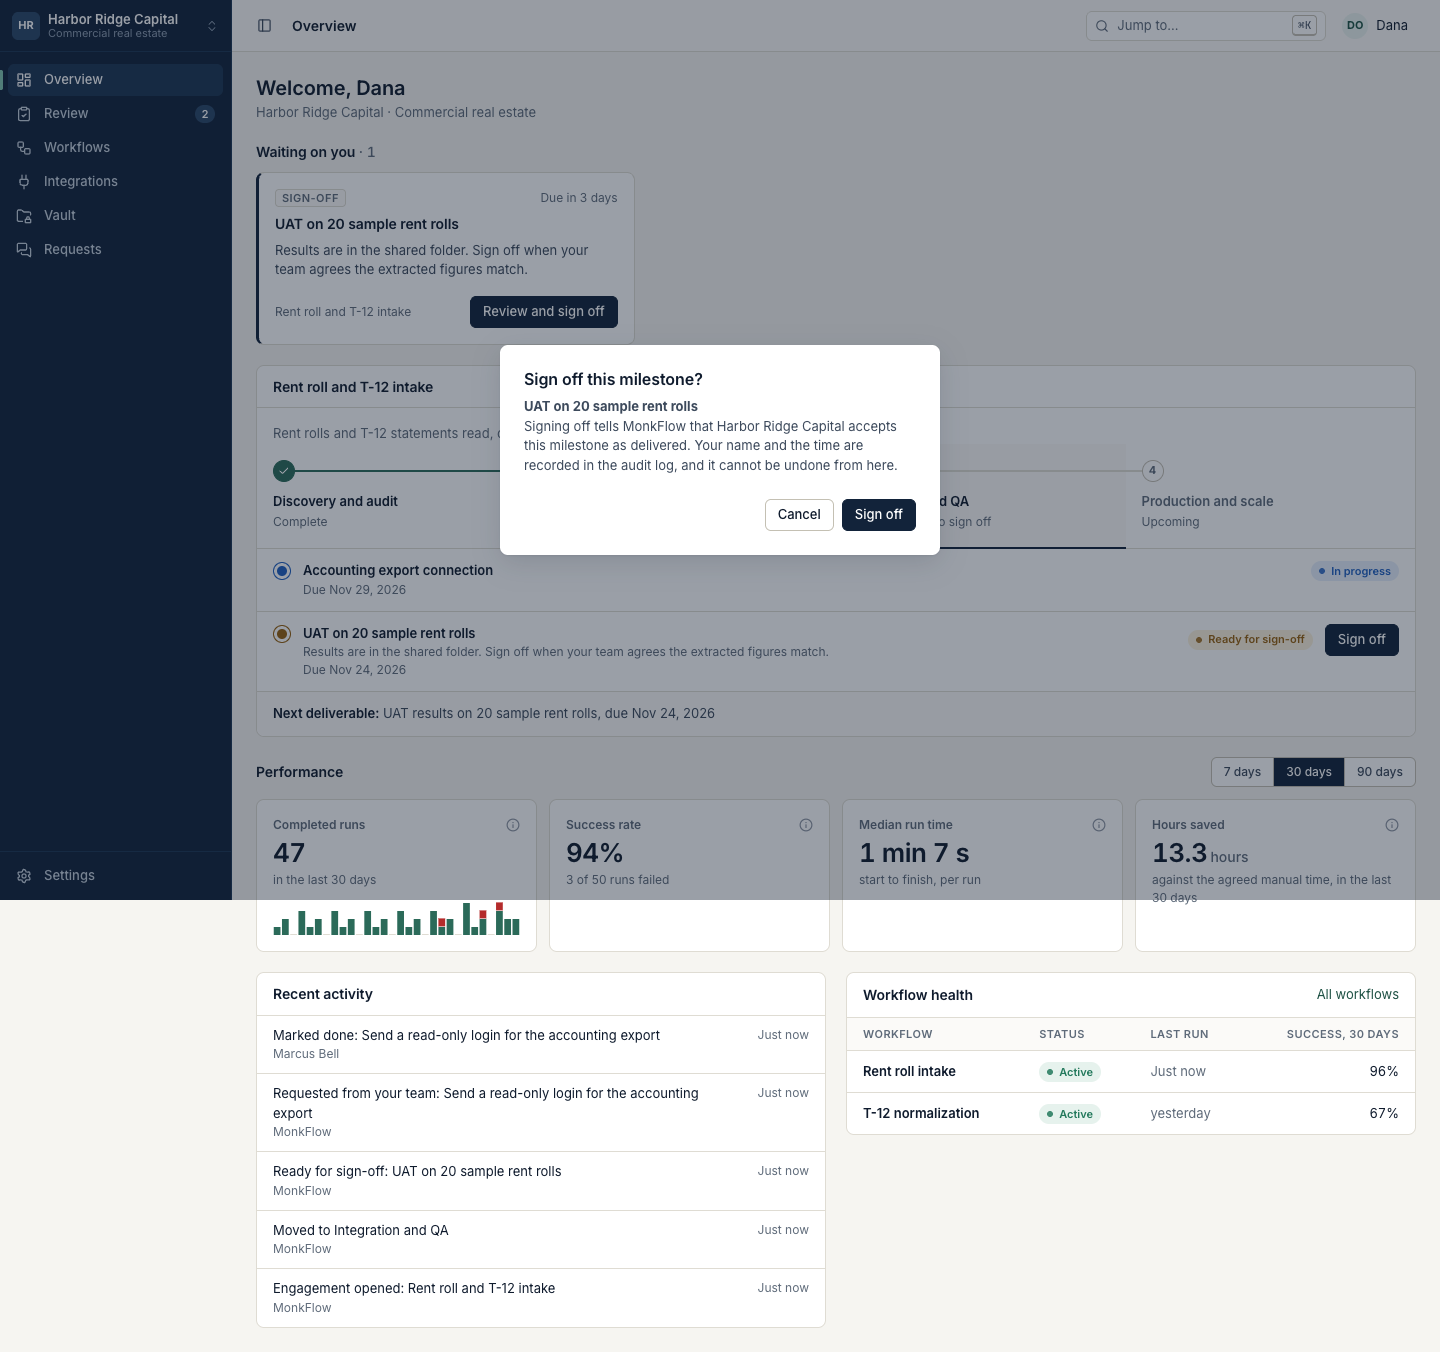 HR
Harbor Ridge Capital
Commercial real estate
Overview
Review
2
Workflows
Integrations
Vault
Requests
Settings
Overview
Jump to...
⌘K
DO
Dana
Welcome, Dana
Harbor Ridge Capital · Commercial real estate
Waiting on you · 1
SIGN-OFF
Due in 3 days
UAT on 20 sample rent rolls
Results are in the shared folder. Sign off when your
team agrees the extracted figures match.
Rent roll and T-12 intake
Review and sign off
Rent roll and T-12 intake
Rent rolls and T-12 statements read,
Discovery and audit
Complete
QA
sign off
4
Production and scale
Upcoming
Sign off this milestone?
UAT on 20 sample rent rolls
Signing off tells MonkFlow that Harbor Ridge Capital accepts
this milestone as delivered. Your name and the time are
recorded in the audit log, and it cannot be undone from here.
Cancel
Sign off
Accounting export connection
Due Nov 29, 2026
In progress
UAT on 20 sample rent rolls
Results are in the shared folder. Sign off when your team agrees the extracted figures match.
Due Nov 24, 2026
Ready for sign-off
Sign off
Next deliverable: UAT results on 20 sample rent rolls, due Nov 24, 2026
Performance
7 days
30 days
90 days
Completed runs
47
in the last 30 days
Success rate
94%
3 of 50 runs failed
Median run time
1 min 7 s
start to finish, per run
Hours saved
13.3 hours
against the agreed manual time, in the last
30 days
Recent activity
Marked done: Send a read-only login for the accounting export
Just now
Marcus Bell
Requested from your team: Send a read-only login for the accounting
export
Just now
MonkFlow
Ready for sign-off: UAT on 20 sample rent rolls
Just now
MonkFlow
Moved to Integration and QA
Just now
MonkFlow
Engagement opened: Rent roll and T-12 intake
Just now
MonkFlow
Workflow health
All workflows
WORKFLOW
STATUS
LAST RUN
SUCCESS, 30 DAYS
Rent roll intake
Active
Just now
96%
T-12 normalization
Active
yesterday
67%